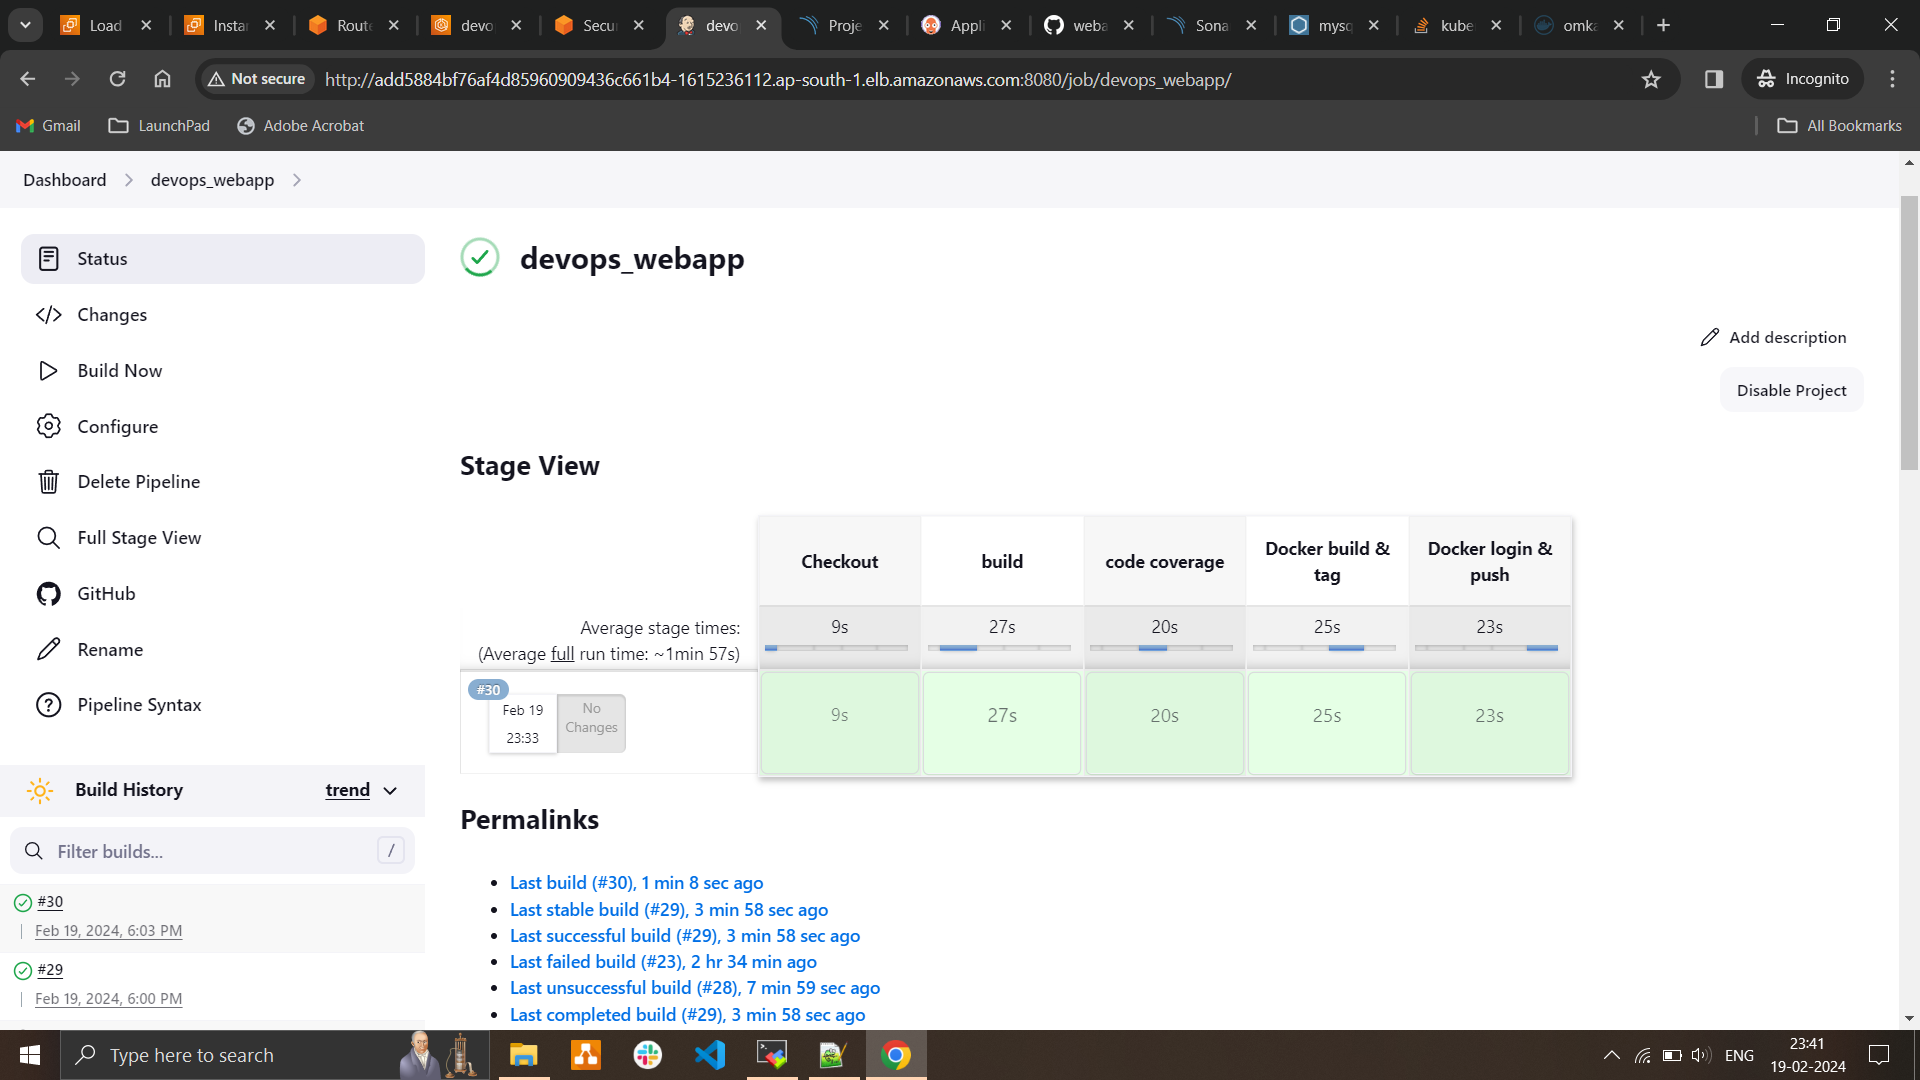 Load
Instar
Route
devo
Secu
devo
Proje
Appli
weba
Sona
mysq
kube
omka
Not secure
http://add5884bf76af4d85960909436c661b4-1615236112.ap-south-1.elb.amazonaws.com:8080/job/devops_webapp/
Incognito
Gmail
LaunchPad
Adobe Acrobat
All Bookmarks
Dashboard
devops_webapp
Status
Changes
Build Now
Configure
Delete Pipeline
Full Stage View
GitHub
Rename
Pipeline Syntax
Build History
trend
Filter builds...
/
#30
Feb 19, 2024, 6:03 PM
#29
Feb 19, 2024, 6:00 PM
devops_webapp
Add description
Disable Project
Stage View
Checkout
build
code coverage
Docker build &
tag
Docker login &
push
Average stage times:
(Average full run time: ~1min 57s)
9s
27s
20s
25s
23s
#30
Feb 19
23:33
No
Changes
9s
27s
20s
25s
23s
Permalinks
Last build (#30), 1 min 8 sec ago
Last stable build (#29), 3 min 58 sec ago
Last successful build (#29), 3 min 58 sec ago
Last failed build (#23), 2 hr 34 min ago
Last unsuccessful build (#28), 7 min 59 sec ago
Last completed build (#29), 3 min 58 sec ago
Type here to search
ENG
23:41
19-02-2024